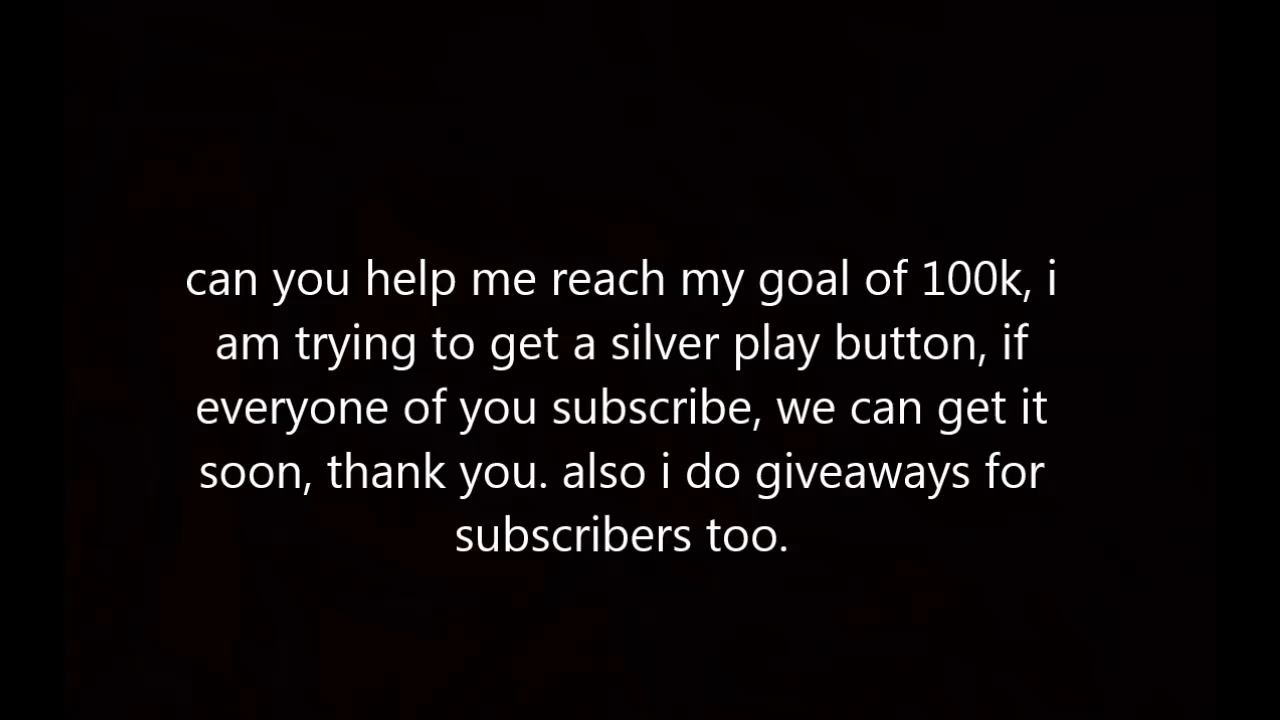 can you help me reach my goal of 100k, i
am trying to get a silver play button, if
everyone of you subscribe, we can get it
soon, thank you. also i do giveaways for
subscribers too.